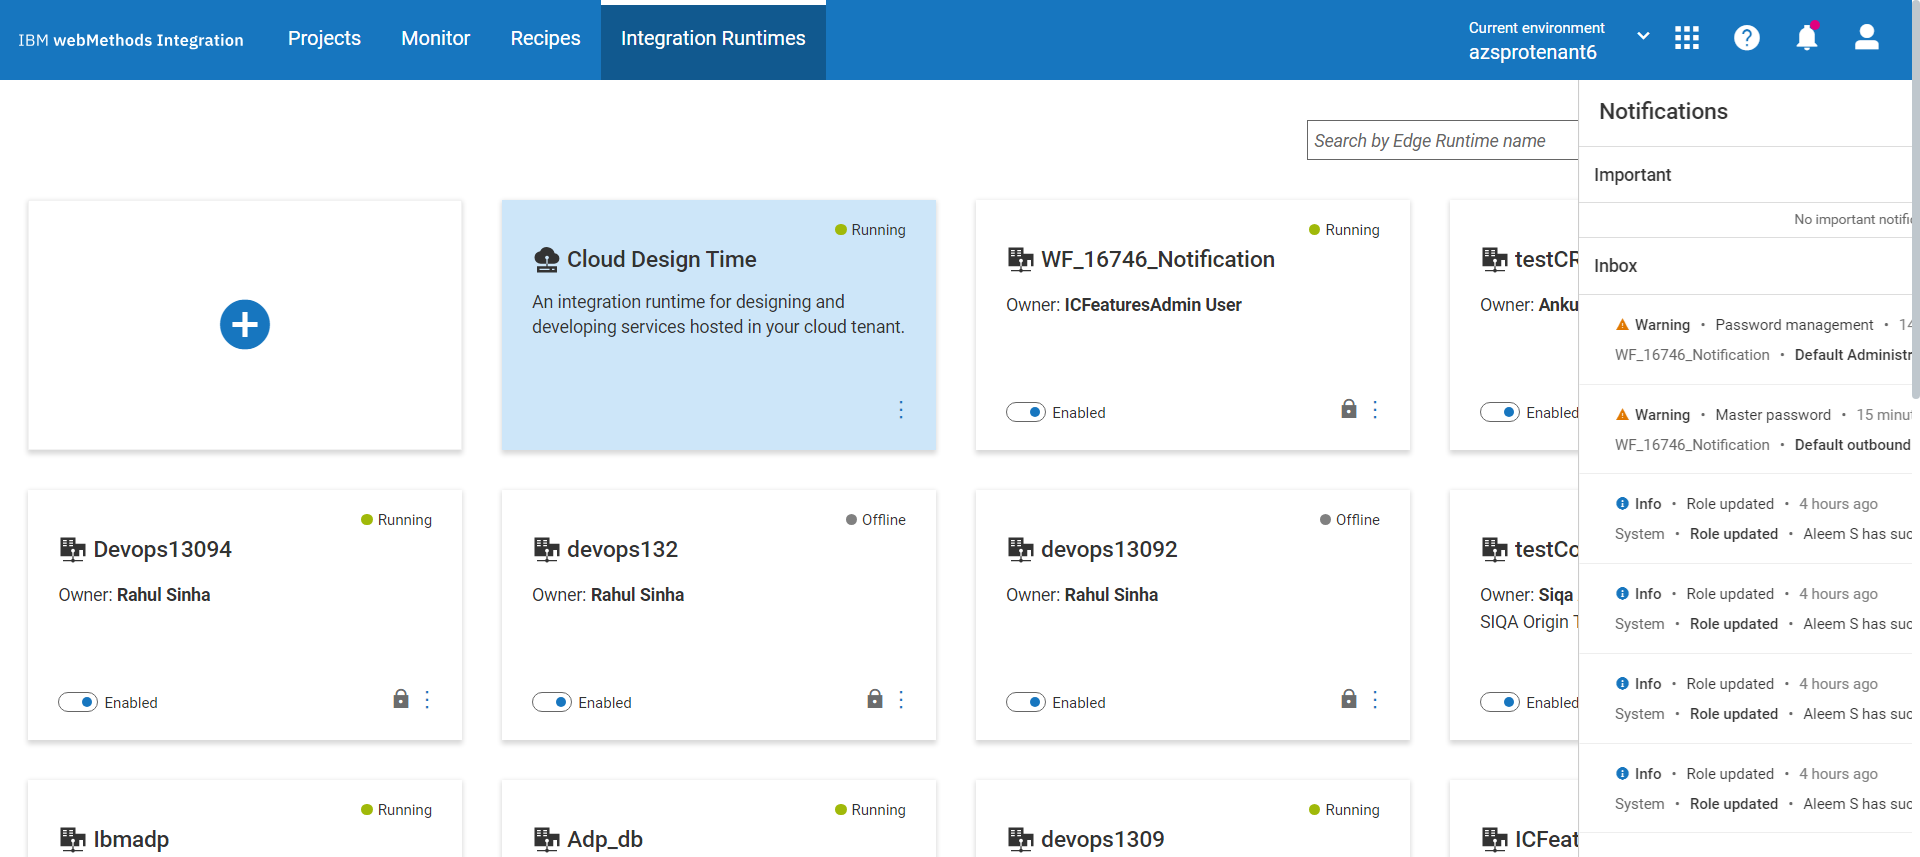 IBM webMethods Integration
Projects
Monitor
Recipes
Integration Runtimes
Current environment
azsprotenant6
Search by Edge Runtime name
Running
Cloud Design Time
An integration runtime for designing and
developing services hosted in your cloud tenant.
Running
WF_16746_Notification
Owner: ICFeaturesAdmin User
Enabled
testCR
Owner: Anku
Enabled
Running
Devops13094
Owner: Rahul Sinha
Enabled
Offline
devops132
Owner: Rahul Sinha
Enabled
Offline
devops13092
Owner: Rahul Sinha
Enabled
testCo
Owner: Siqa
SIQA Origin T
Enabled
Running
Ibmadp
Running
Adp_db
Running
devops1309
ICFeat
Notifications
Important
No important notific
Inbox
Warning • Password management • 14
WF_16746_Notification • Default Administr
Warning • Master password • 15 minut
WF_16746_Notification • Default outbound
Info • Role updated • 4 hours ago
System • Role updated • Aleem S has suc
Info • Role updated • 4 hours ago
System • Role updated • Aleem S has suc
Info • Role updated • 4 hours ago
System • Role updated • Aleem S has suc
Info • Role updated • 4 hours ago
System • Role updated • Aleem S has suc